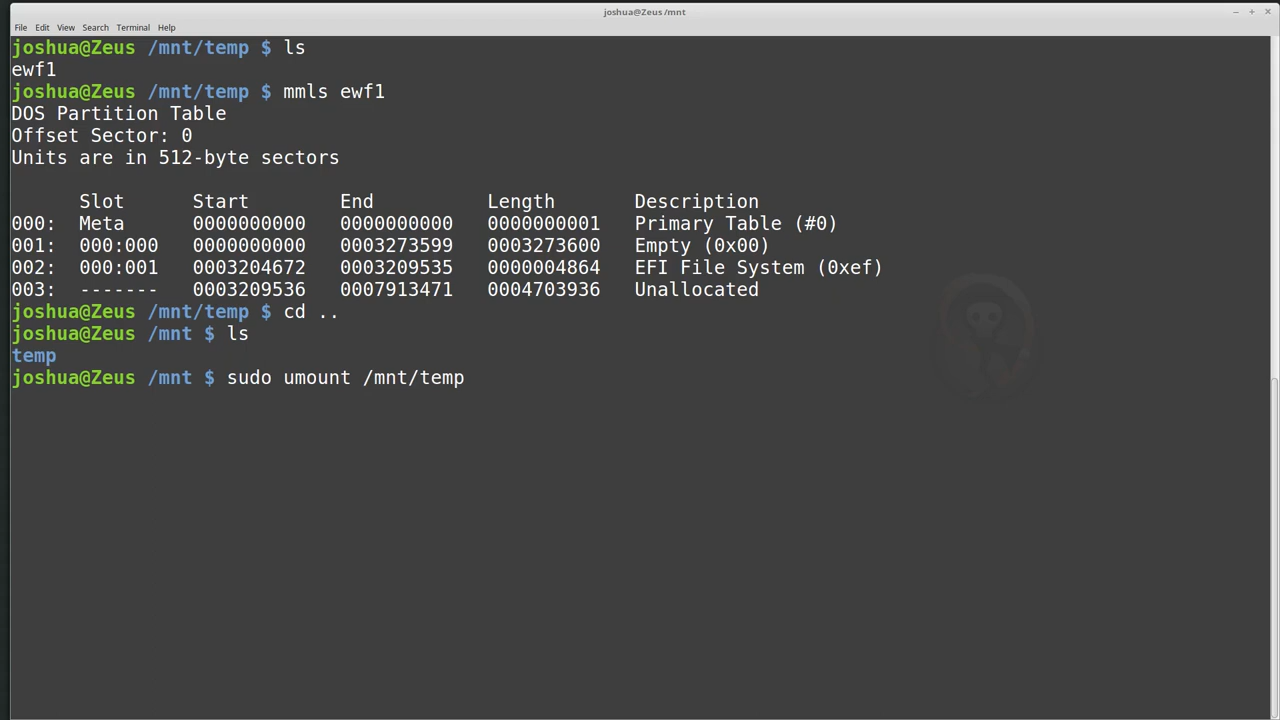 joshua@Zeus /mnt
File Edit View Search Terminal Help
joshua@Zeus /mnt/temp $ ls
ewf1
joshua@Zeus /mnt/temp $ mmls ewf1
DOS Partition Table
Offset Sector: 0
Units are in 512-byte sectors
Slot Start End Length Description
000: Meta 0000000000 0000000000 0000000001 Primary Table (#0)
001: 000:000 0000000000 0003273599 0003273600 Empty (0x00)
002: 000:001 0003204672 0003209535 0000004864 EFI File System (0xef)
003: ------- 0003209536 0007913471 0004703936 Unallocated
joshua@Zeus /mnt/temp $ cd ..
joshua@Zeus /mnt $ ls
temp
joshua@Zeus /mnt $ sudo umount /mnt/temp